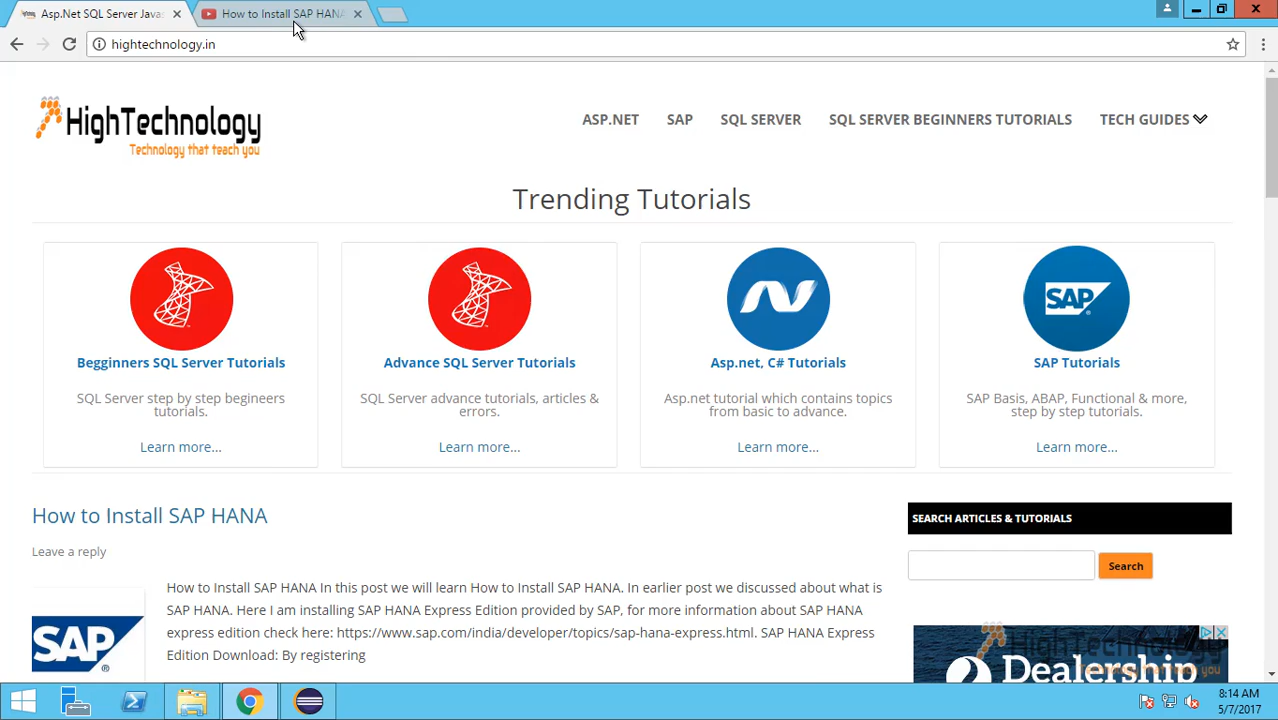 Asp.Net SQL Server Java
How to Install SAP HANA
hightechnology.in
HighTechnology
Technology that teach you
ASP.NET SAP SQL SERVER SQL SERVER BEGINNERS TUTORIALS TECH GUIDES
Trending Tutorials
SAP
Begginners SQL Server Tutorials
SQL Server step by step begineers
tutorials.
Learn more...
Advance SQL Server Tutorials
SQL Server advance tutorials, articles &
errors.
Learn more...
Asp.net, C# Tutorials
Asp.net tutorial which contains topics
from basic to advance.
Learn more...
SAP Tutorials
SAP Basis, ABAP, Functional & more,
step by step tutorials.
Learn more...
How to Install SAP HANA
Leave a reply
SAP®
How to Install SAP HANA In this post we will learn How to Install SAP HANA. In earlier post we discussed about what is
SAP HANA. Here I am installing SAP HANA Express Edition provided by SAP, for more information about SAP HANA
express edition check here: https://www.sap.com/india/developer/topics/sap-hana-express.html. SAP HANA Express
Edition Download: By registering
SEARCH ARTICLES & TUTORIALS
Search
HighTechnology
Technology that teach you
Dealership
8:14 AM
5/7/2017